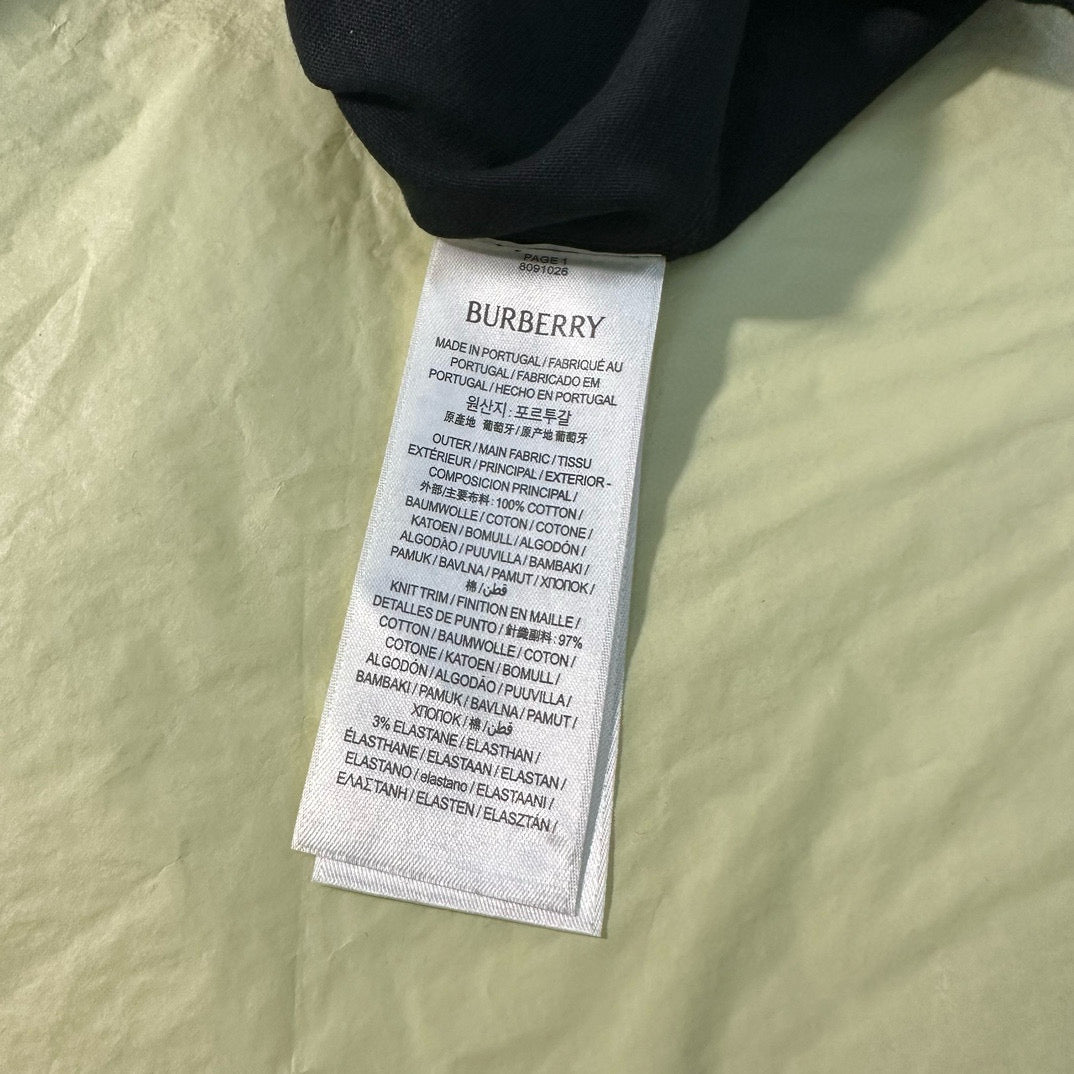 PAGE 1
8091026
BURBERRY
MADE IN PORTUGAL / FABRIQUÉ AU
PORTUGAL / FABRICADO EM
PORTUGAL / HECHO EN PORTUGAL
원산지: 포르투갈
原產地 葡萄牙 / 原产地 葡萄牙
OUTER / MAIN FABRIC / TISSU
EXTÉRIEUR / PRINCIPAL / EXTERIOR -
COMPOSICION PRINCIPAL /
外部/主要布料: 100% COTTON /
BAUMWOLLE / COTON / COTONE /
KATOEN / BOMULL / ALGODÓN /
ALGODÃO / PUUVILLA / BAMBAKI /
PAMUK / BAVLNA / PAMUT / ХΠΟΠΟΚ /
棉 / قطن
KNIT TRIM / FINITION EN MAILLE /
DETALLES DE PUNTO / 針織副料: 97%
COTTON / BAUMWOLLE / COTON /
COTONE / KATOEN / BOMULL /
ALGODÓN / ALGODÃO / PUUVILLA /
BAMBAKI / PAMUK / BAVLNA / PAMUT /
ХΠΟΠΟΚ / 棉 / قطن
3% ELASTANE / ELASTHAN /
ÉLASTHANE / ELASTAAN / ELASTAN /
ELASTANO / elastano / ELASTAANI /
ΕΛΑΣΤΑΝΗ / ELASTEN / ELASZTÁN /